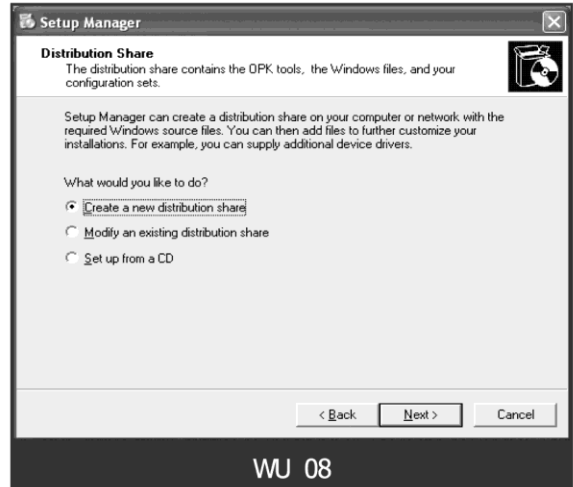 Setup Manager
Distribution Share
The distribution share contains the OPK tools, the Windows files, and your
configuration sets.
Setup Manager can create a distribution share on your computer or network with the
required Windows source files. You can then add files to further customize your
installations. For example, you can supply additional device drivers.
What would you like to do?
Create a new distribution share
Modify an existing distribution share
Set up from a CD
< Back Next > Cancel
WU 08